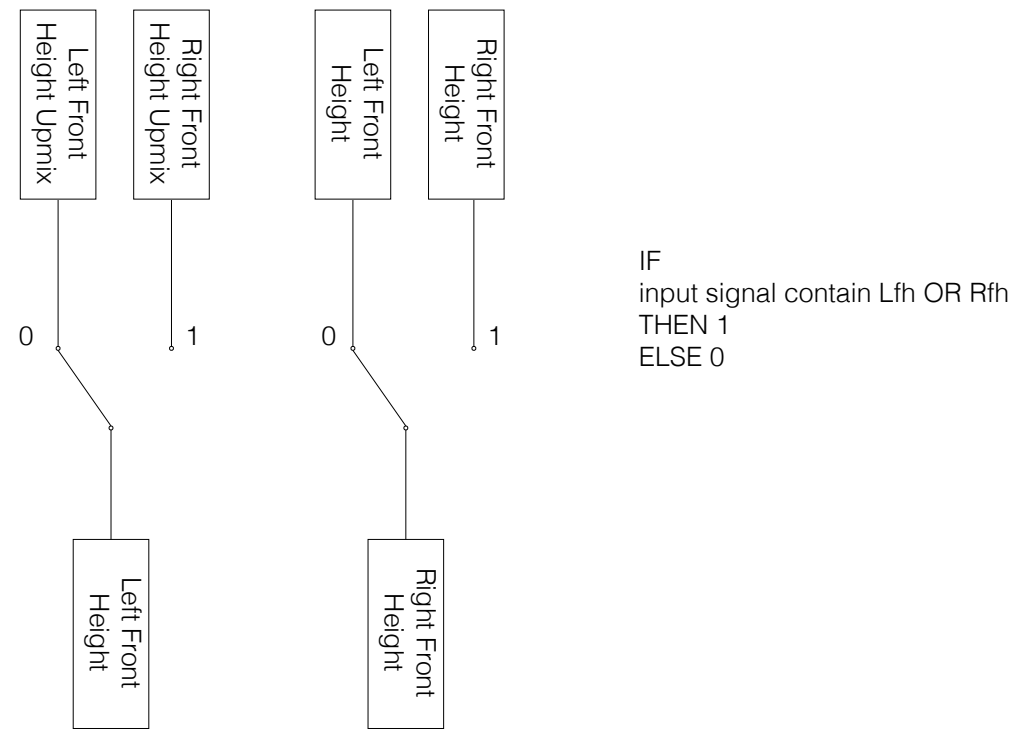 Left Front
Height Upmix
Right Front
Height Upmix
Left Front
Height
Right Front
Height
0
1
0
1
IF
input signal contain Lfh OR Rfh
THEN 1
ELSE 0
Left Front
Height
Right Front
Height